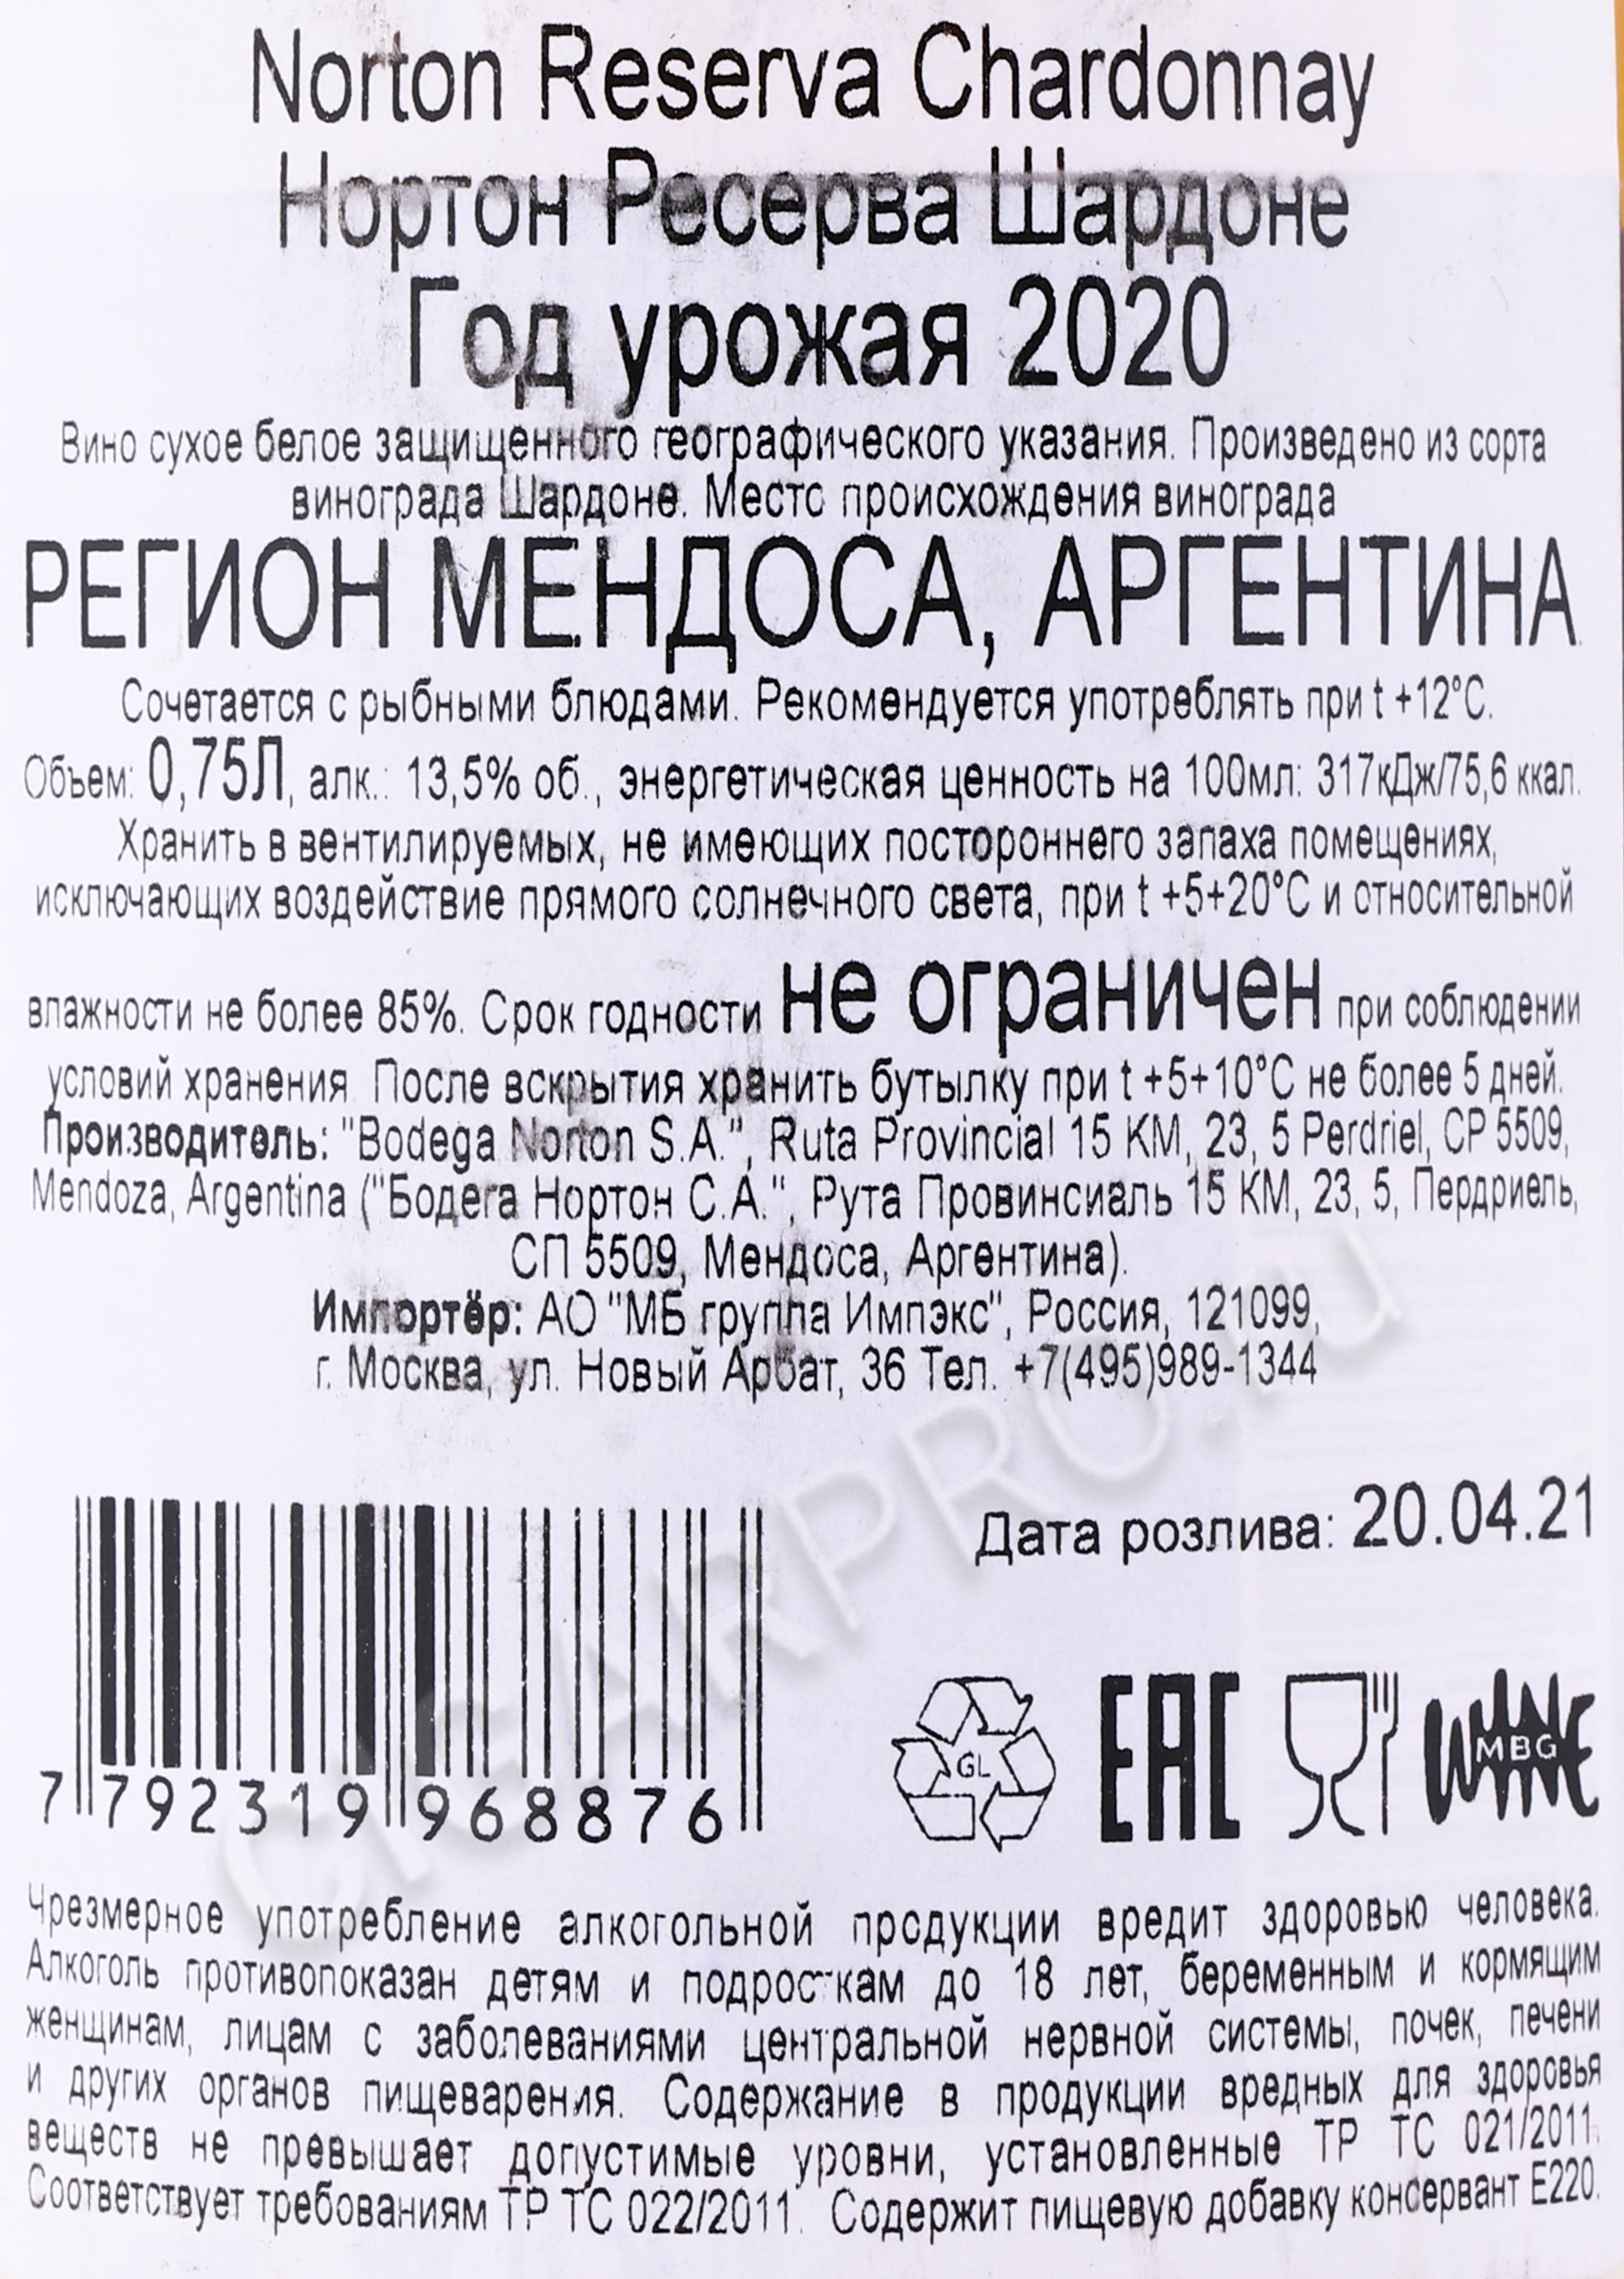 Norton Reserva Chardonnay
Нортон Ресерва Шардоне
Год урожая 2020
Вино сухое белое защищенного географического указания. Произведено из сорта
винограда Шардоне. Место происхождения винограда
РЕГИОН МЕНДОСА, АРГЕНТИНА.
Сочетается с рыбными блюдами. Рекомендуется употреблять при t +12°С.
Объем: 0,75Л, алк.: 13,5% об., энергетическая ценность на 100мл: 317кДж/75,6 ккал.
Хранить в вентилируемых, не имеющих постороннего запаха помещениях,
исключающих воздействие прямого солнечного света, при t +5+20°С и относительной
влажности не более 85%. Срок годности не ограничен при соблюдении
условий хранения. После вскрытия хранить бутылку при t +5+10°С не более 5 дней.
Производитель: "Bodega Norton S.A.", Ruta Provincial 15 KM, 23, 5 Perdriel, CP 5509,
Mendoza, Argentina ("Бодега Нортон С.А.", Рута Провинсиаль 15 КМ, 23, 5, Пердриель,
СП 5509, Мендоса, Аргентина).
Импортёр: АО "МБ группа Импэкс", Россия, 121099,
г. Москва, ул. Новый Арбат, 36 Тел. +7(495)989-1344
Дата розлива: 20.04.21
7 792319 968876
GL
EAC
WINE
MBG
CIGARPRO.ru
Чрезмерное употребление алкогольной продукции вредит здоровью человека.
Алкоголь противопоказан детям и подросткам до 18 лет, беременным и кормящим
женщинам, лицам с заболеваниями центральной нервной системы, почек, печени
и других органов пищеварения. Содержание в продукции вредных для здоровья
веществ не превышает допустимые уровни, установленные ТР ТС 021/2011.
Соответствует требованиям ТР ТС 022/2011. Содержит пищевую добавку консервант Е220.